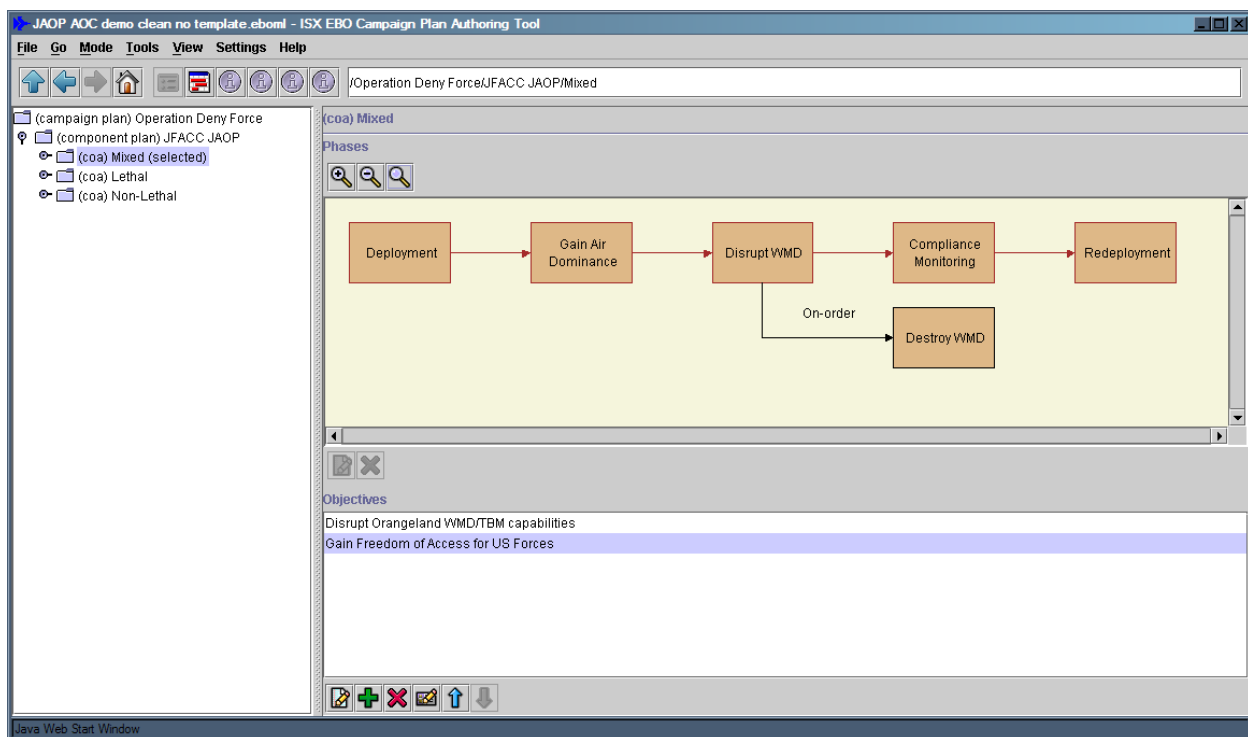 JAOP AOC demo clean no template.eboml - ISX EBO Campaign Plan Authoring Tool
File Go Mode Tools View Settings Help
/Operation Deny Force/JFACC JAOP/Mixed
(campaign plan) Operation Deny Force
(component plan) JFACC JAOP
(coa) Mixed (selected)
(coa) Lethal
(coa) Non-Lethal
(coa) Mixed
Phases
Deployment
Gain Air
Dominance
Disrupt WMD
Compliance
Monitoring
Redeployment
On-order
Destroy WMD
Objectives
Disrupt Orangeland WMD/TBM capabilities
Gain Freedom of Access for US Forces
Java Web Start Window